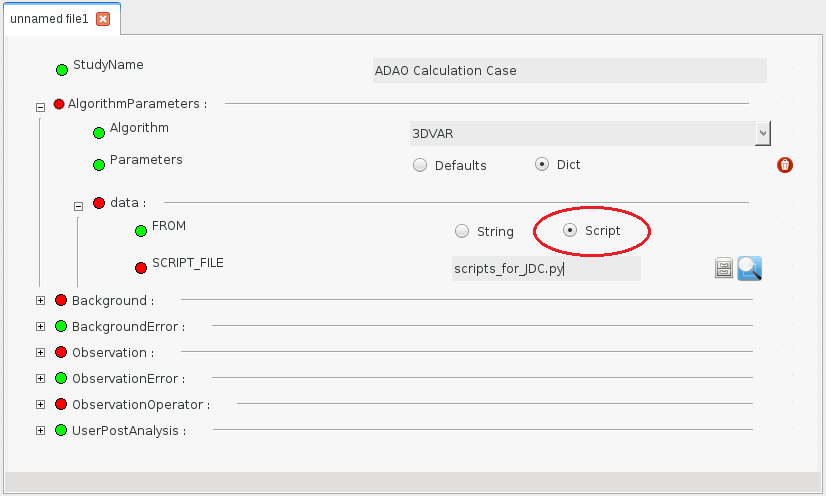 unnamed file1
StudyName ADAO Calculation Case
AlgorithmParameters :
Algorithm 3DVAR
Parameters Defaults Dict
data :
FROM String Script
SCRIPT_FILE scripts_for_JDC.py
Background :
BackgroundError :
Observation :
ObservationError :
ObservationOperator :
UserPostAnalysis :